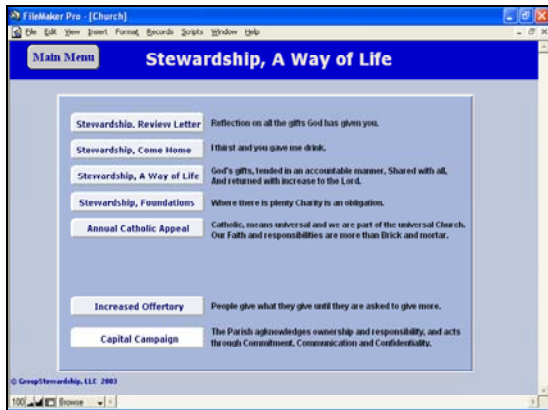 FileMaker Pro - [Church]
File Edit View Insert Format Records Scripts Window Help
Main Menu
Stewardship, A Way of Life
Stewardship, Review Letter
Reflection on all the gifts God has given you.
Stewardship, Come Home
I thirst and you gave me drink.
Stewardship, A Way of Life
God's gifts, tended in an accountable manner, Shared with all,
And returned with increase to the Lord.
Stewardship, Foundations
Where there is plenty Charity is an obligation.
Annual Catholic Appeal
Catholic, means universal and we are part of the universal Church.
Our Faith and responsibilities are more than Brick and mortar.
Increased Offertory
People give what they give until they are asked to give more.
Capital Campaign
The Parish agknowledges ownership and responsibility, and acts
through Commitment, Communication and Confidentiality.
© GroupStewardship, LLC 2003
100 Browse